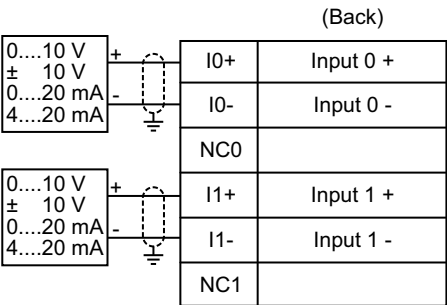 (Back)
0....10 V
± 10 V
0...20 mA
4....20 mA
+
-
I0+ Input 0 +
I0- Input 0 -
NC0
0....10 V
± 10 V
0...20 mA
4....20 mA
+
-
I1+ Input 1 +
I1- Input 1 -
NC1